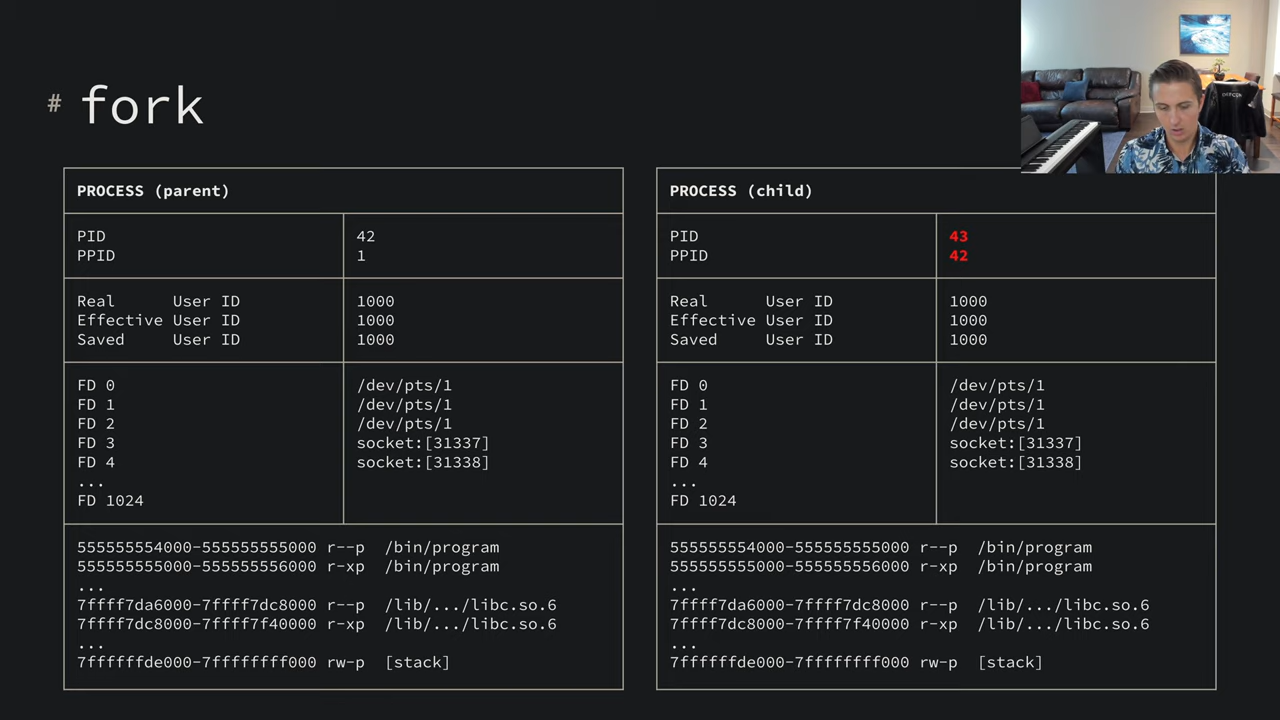 # fork
PROCESS (parent)
PID 42
PPID 1
Real User ID 1000
Effective User ID 1000
Saved User ID 1000
FD 0 /dev/pts/1
FD 1 /dev/pts/1
FD 2 /dev/pts/1
FD 3 socket:[31337]
FD 4 socket:[31338]
...
FD 1024
555555554000-555555555000 r--p /bin/program
555555555000-555555556000 r-xp /bin/program
...
7ffff7da6000-7ffff7dc8000 r--p /lib/.../libc.so.6
7ffff7dc8000-7ffff7f40000 r-xp /lib/.../libc.so.6
...
7ffffffde000-7ffffffff000 rw-p [stack]
PROCESS (child)
PID 43
PPID 42
Real User ID 1000
Effective User ID 1000
Saved User ID 1000
FD 0 /dev/pts/1
FD 1 /dev/pts/1
FD 2 /dev/pts/1
FD 3 socket:[31337]
FD 4 socket:[31338]
...
FD 1024
555555554000-555555555000 r--p /bin/program
555555555000-555555556000 r-xp /bin/program
...
7ffff7da6000-7ffff7dc8000 r--p /lib/.../libc.so.6
7ffff7dc8000-7ffff7f40000 r-xp /lib/.../libc.so.6
...
7ffffffde000-7ffffffff000 rw-p [stack]